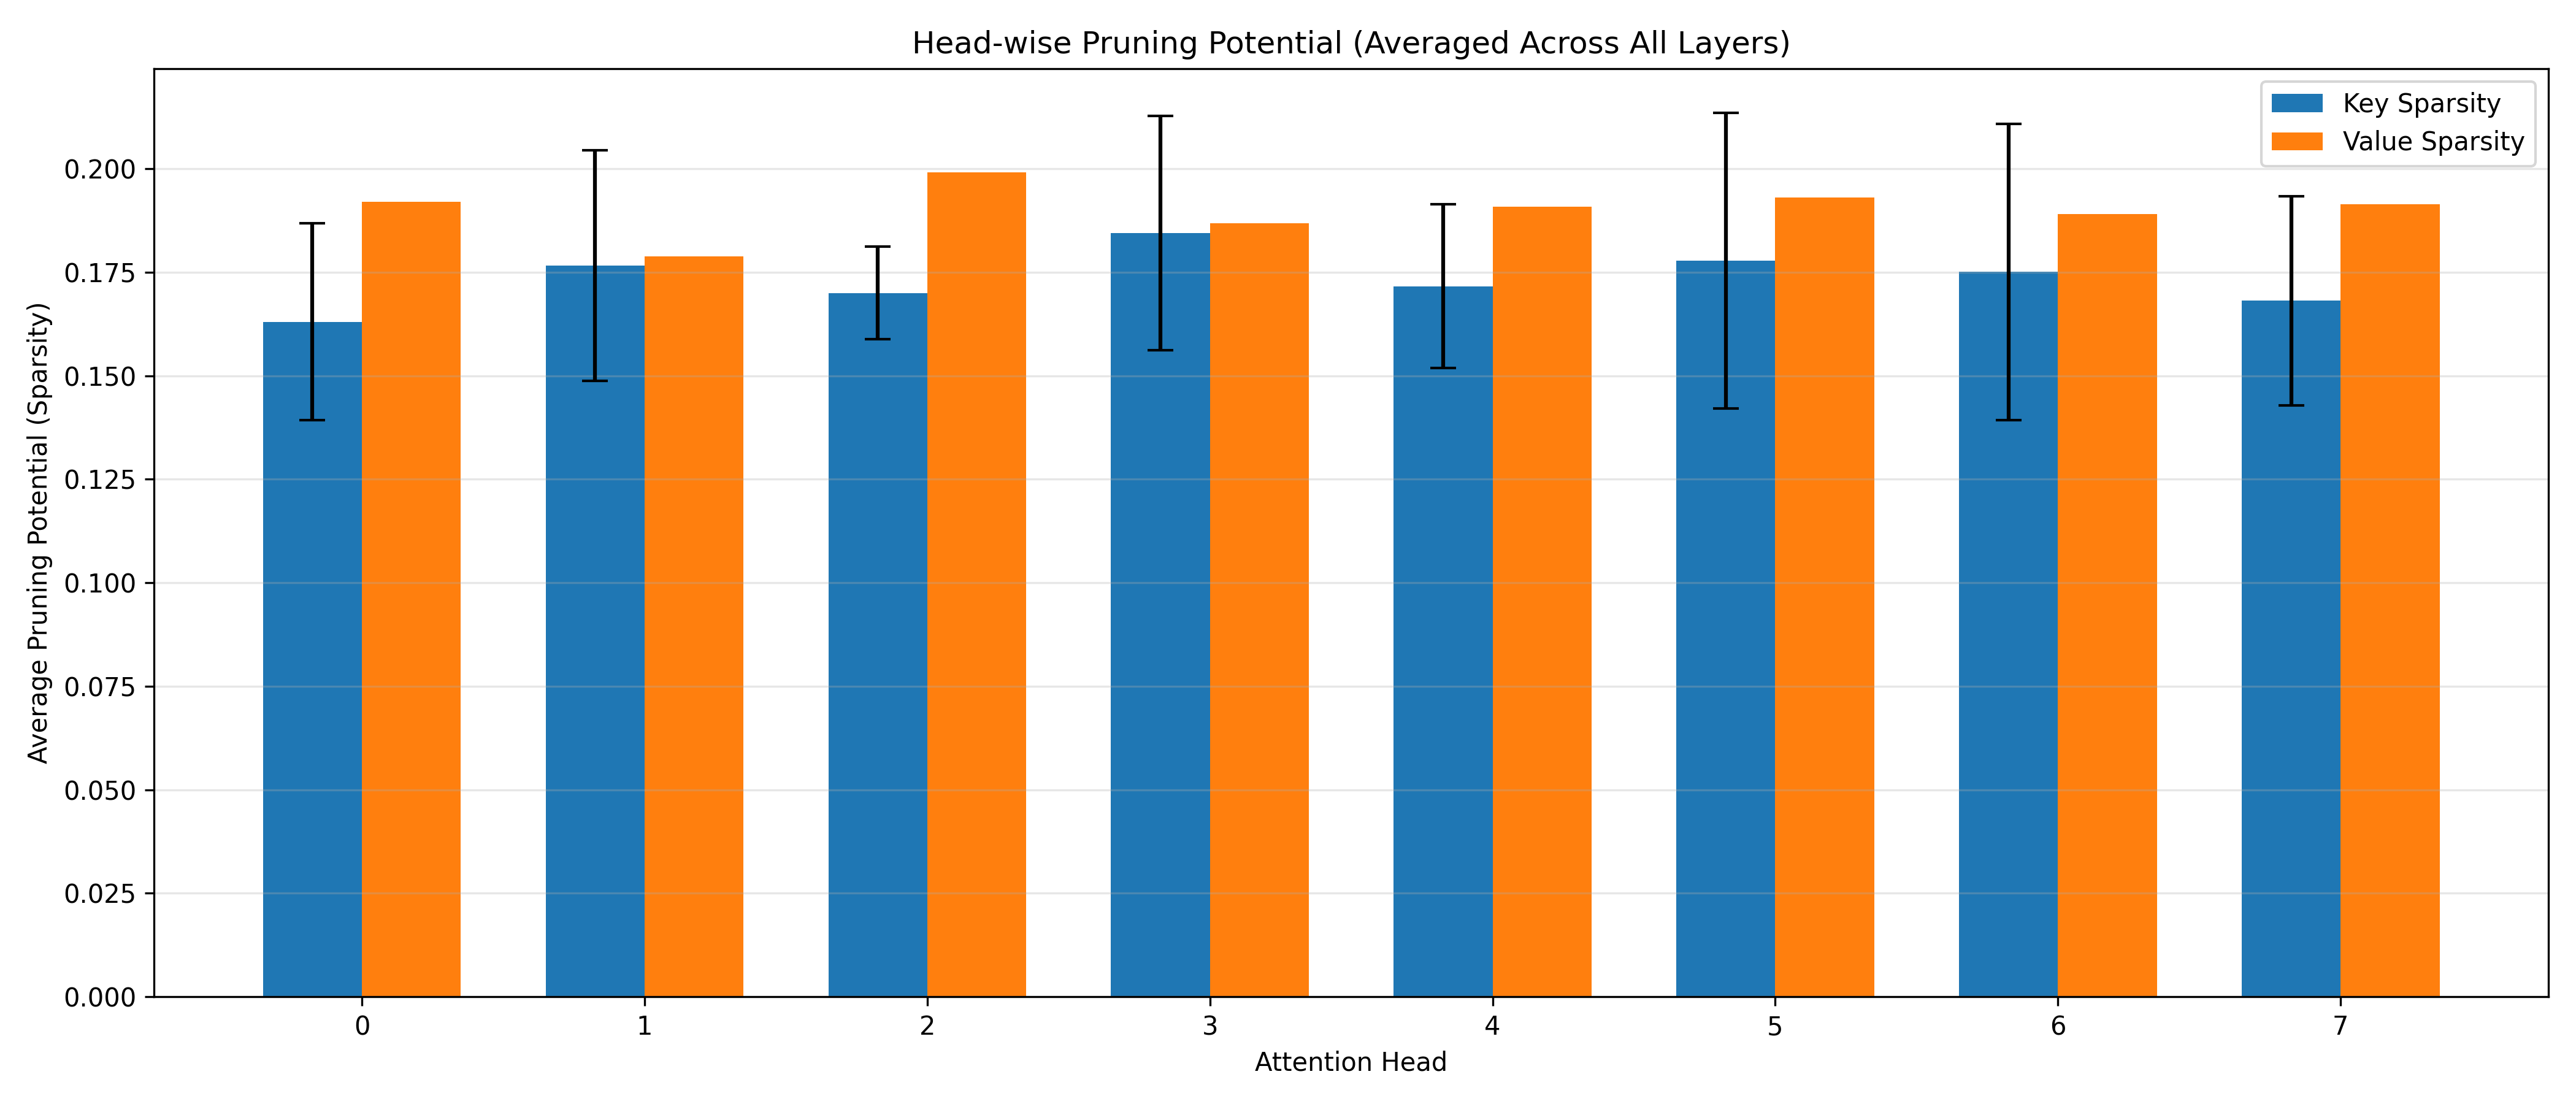 Head-wise Pruning Potential (Averaged Across All Layers)
Key Sparsity
Value Sparsity
Average Pruning Potential (Sparsity)
0.200
0.175
0.150
0.125
0.100
0.075
0.050
0.025
0.000
0 1 2 3 4 5 6 7
Attention Head